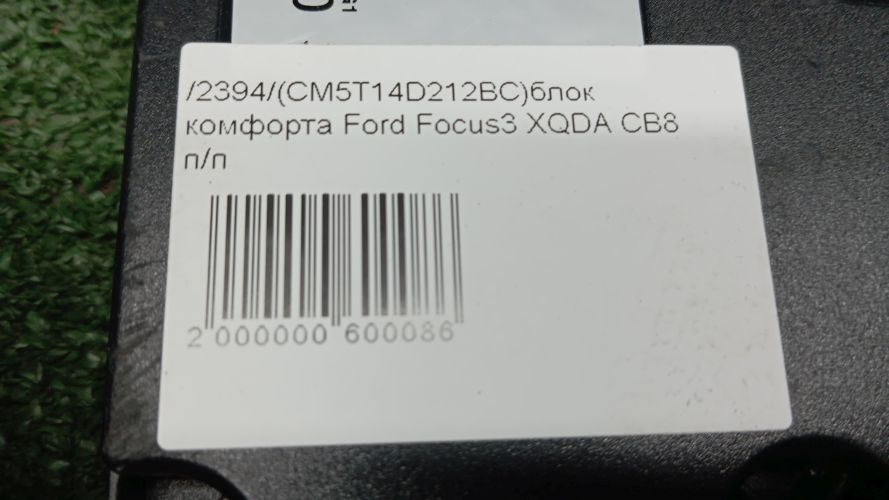 /2394/(CM5T14D212BC)блок
комфорта Ford Focus3 XQDA CB8
п/п
2 000000 600086